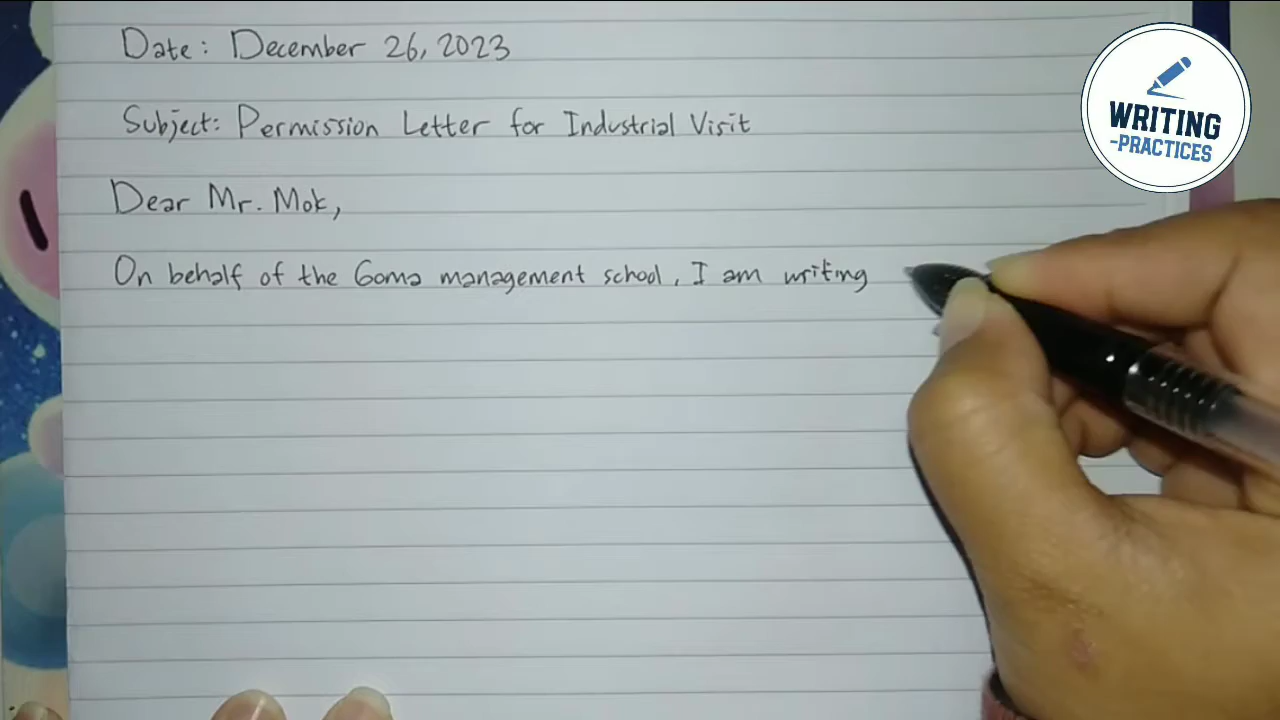 Date: December 26, 2023
Subject: Permission Letter for Industrial Visit
Dear Mr. Mok,
On behalf of the Goma management school, I am writing
WRITING
-PRACTICES